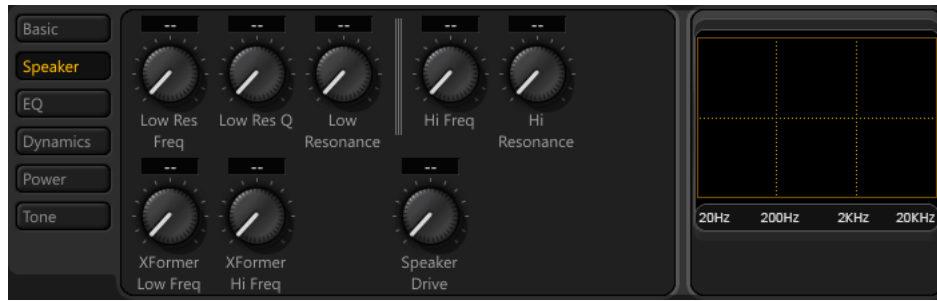 Basic
Speaker
EQ
Dynamics
Power
Tone
--
--
--
--
--
Low Res
Freq
Low Res Q
Low
Resonance
Hi Freq
Hi
Resonance
--
--
--
XFormer
Low Freq
XFormer
Hi Freq
Speaker
Drive
20Hz 200Hz 2KHz 20KHz